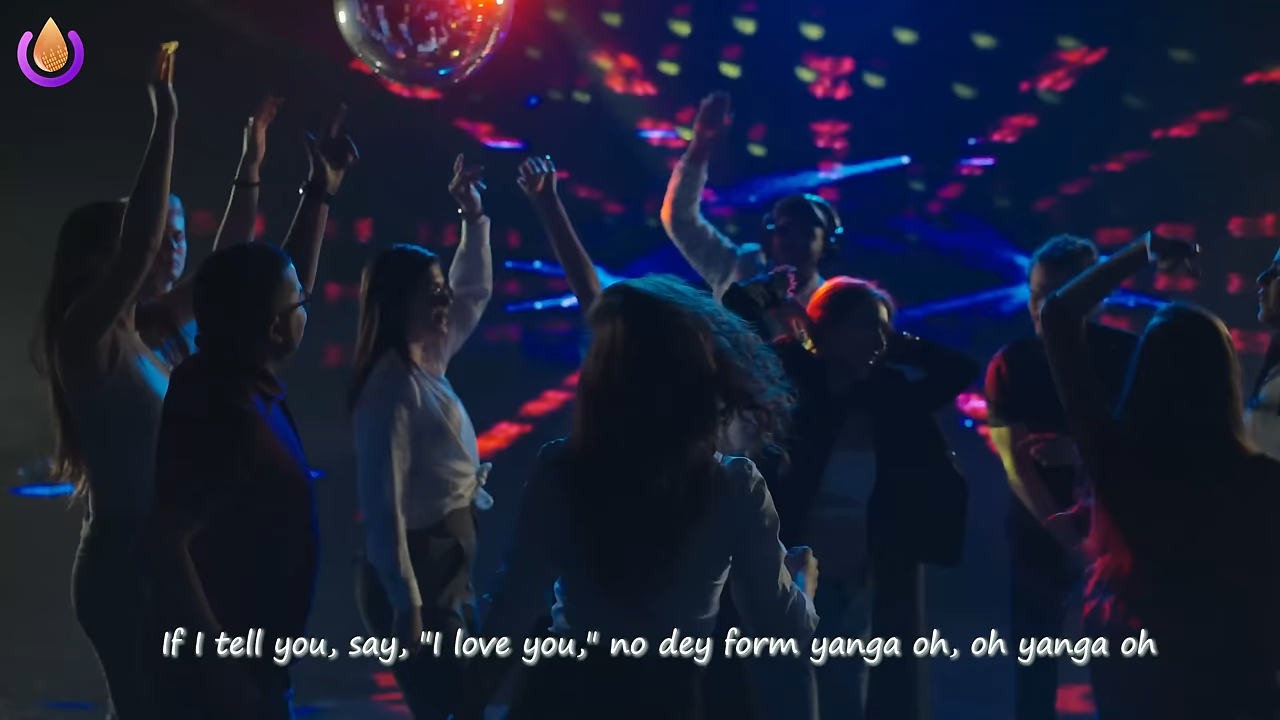 If I tell you, say, "I love you," no dey form yanga oh, oh yanga oh